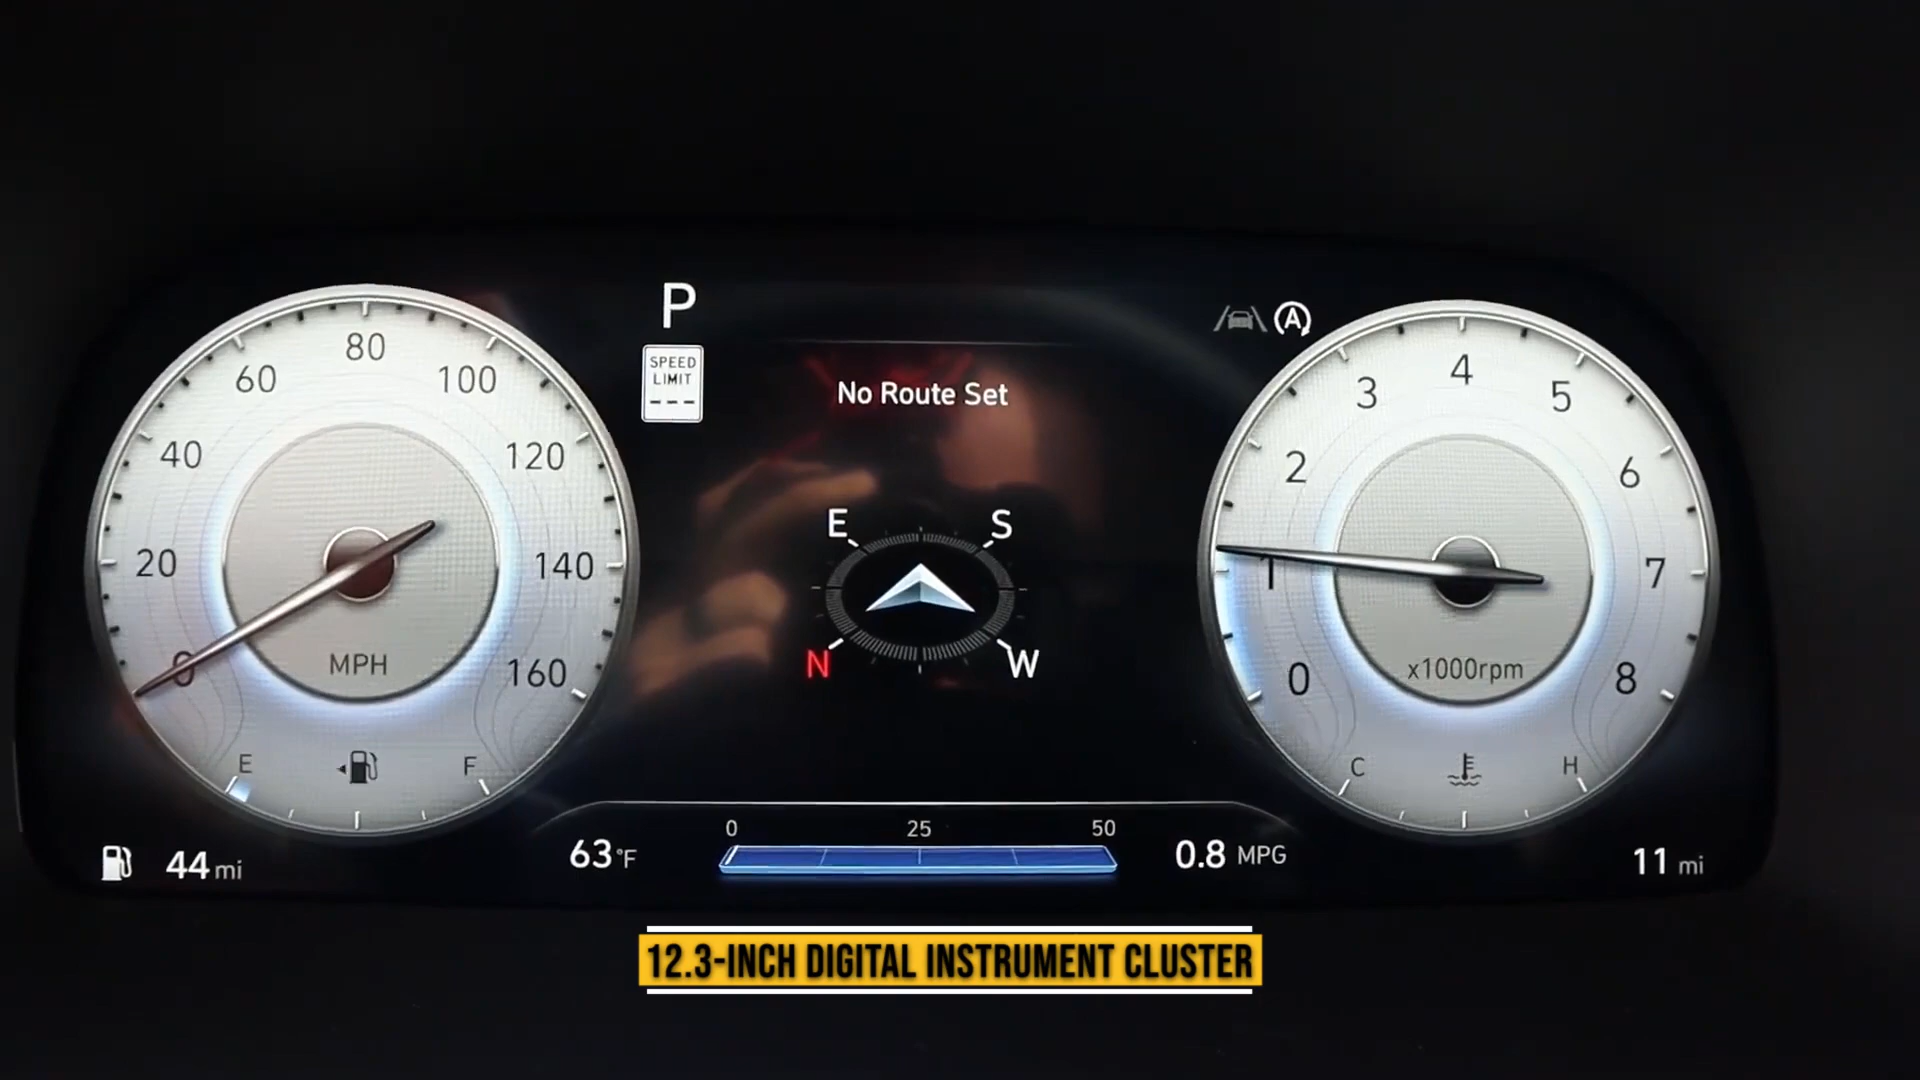 P
SPEED
LIMIT
---
No Route Set
A
0
20
40
60
80
100
120
140
160
MPH
E
F
E
S
N
W
0
1
2
3
4
5
6
7
8
x1000rpm
C
H
44 mi
63°F
0
25
50
0.8 MPG
11 mi
12.3-INCH DIGITAL INSTRUMENT CLUSTER